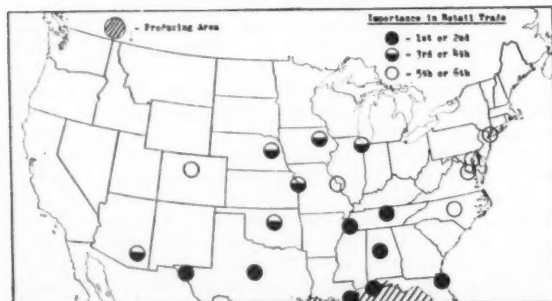 Importance in Retail Trade
- Producing Area
- 1st or 2nd
- 3rd or 4th
- 5th or 6th